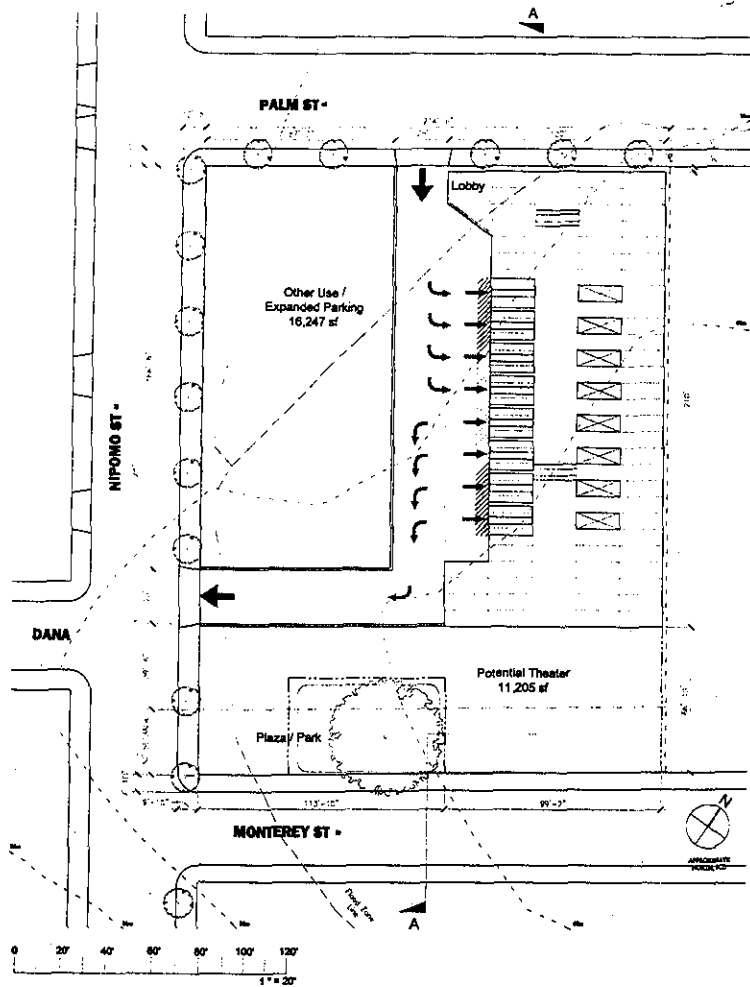 A
PALM ST
Lobby
Other Use /
Expanded Parking
16,247 sf
NIPOMO ST
210'
DANA
Potential Theater
11,205 sf
Plaza / Park
113'-10"
99'-2"
MONTEREY ST
N
APPROXIMATE
Flood Zone
Line
A
0 20' 40' 60' 80' 100' 120'
1" = 20'